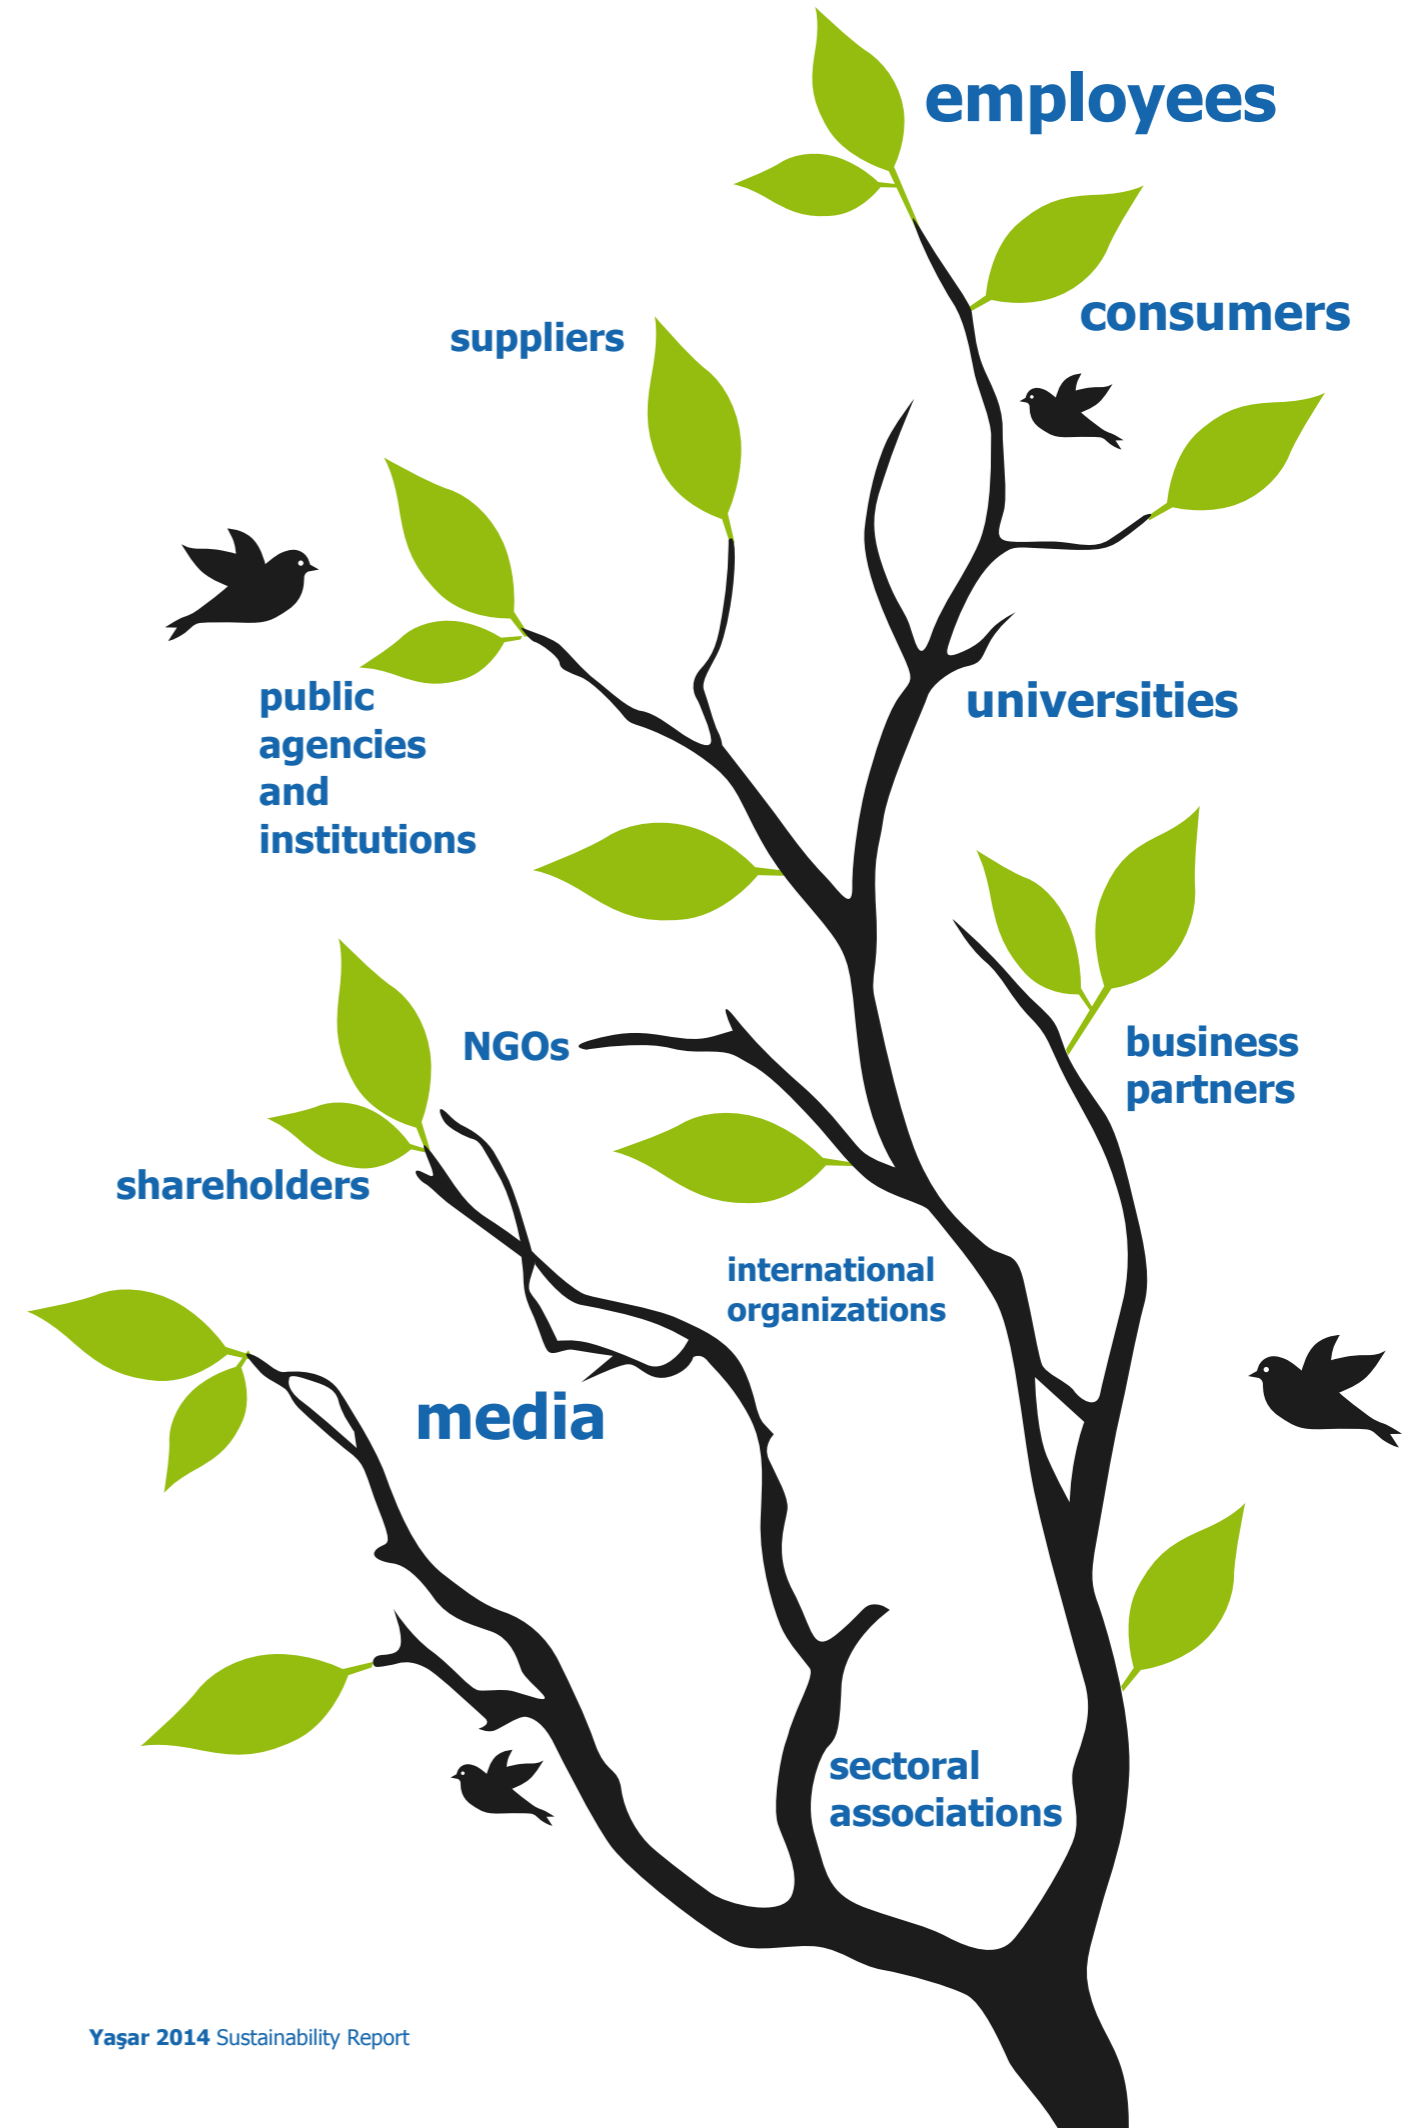 employees
consumers
suppliers
public
agencies
and
institutions
universities
NGOs
business
partners
shareholders
international
organizations
media
sectoral
associations
Yaşar 2014 Sustainability Report